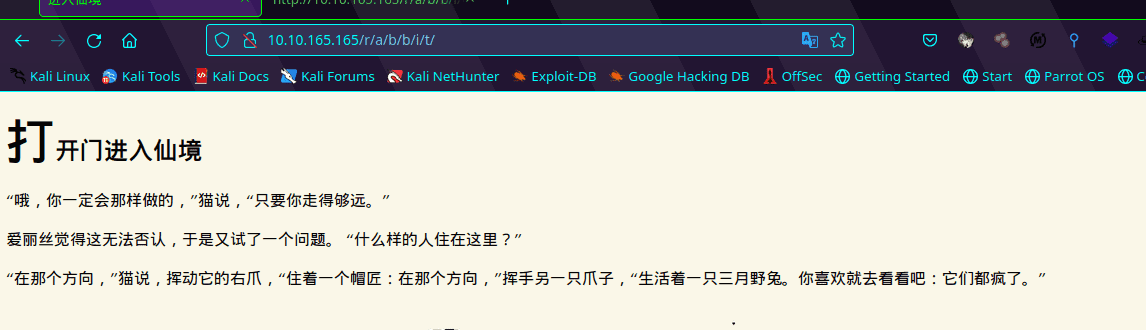 进入仙境
10.10.165.165/r/a/b/b/i/t/
Kali Linux Kali Tools Kali Docs Kali Forums Kali NetHunter Exploit-DB Google Hacking DB OffSec Getting Started Start Parrot OS
打开门进入仙境
“哦，你一定会那样做的，”猫说，“只要你走得够远。”
爱丽丝觉得这无法否认，于是又试了一个问题。 “什么样的人住在这里？”
“在那个方向，”猫说，挥动它的右爪，“住着一个帽匠：在那个方向，”挥手另一只爪子，“生活着一只三月野兔。你喜欢就去看看吧：它们都疯了。”